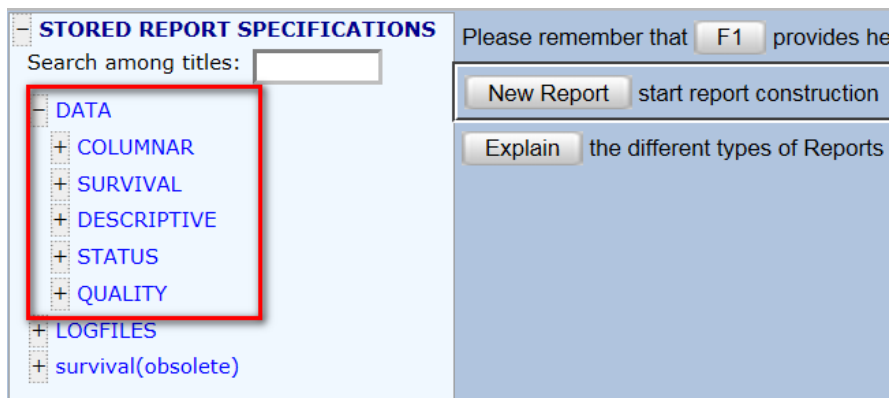 STORED REPORT SPECIFICATIONS
Search among titles:
DATA
COLUMNAR
SURVIVAL
DESCRIPTIVE
STATUS
QUALITY
LOGFILES
survival(obsolete)
Please remember that F1 provides he
New Report start report construction
Explain the different types of Reports